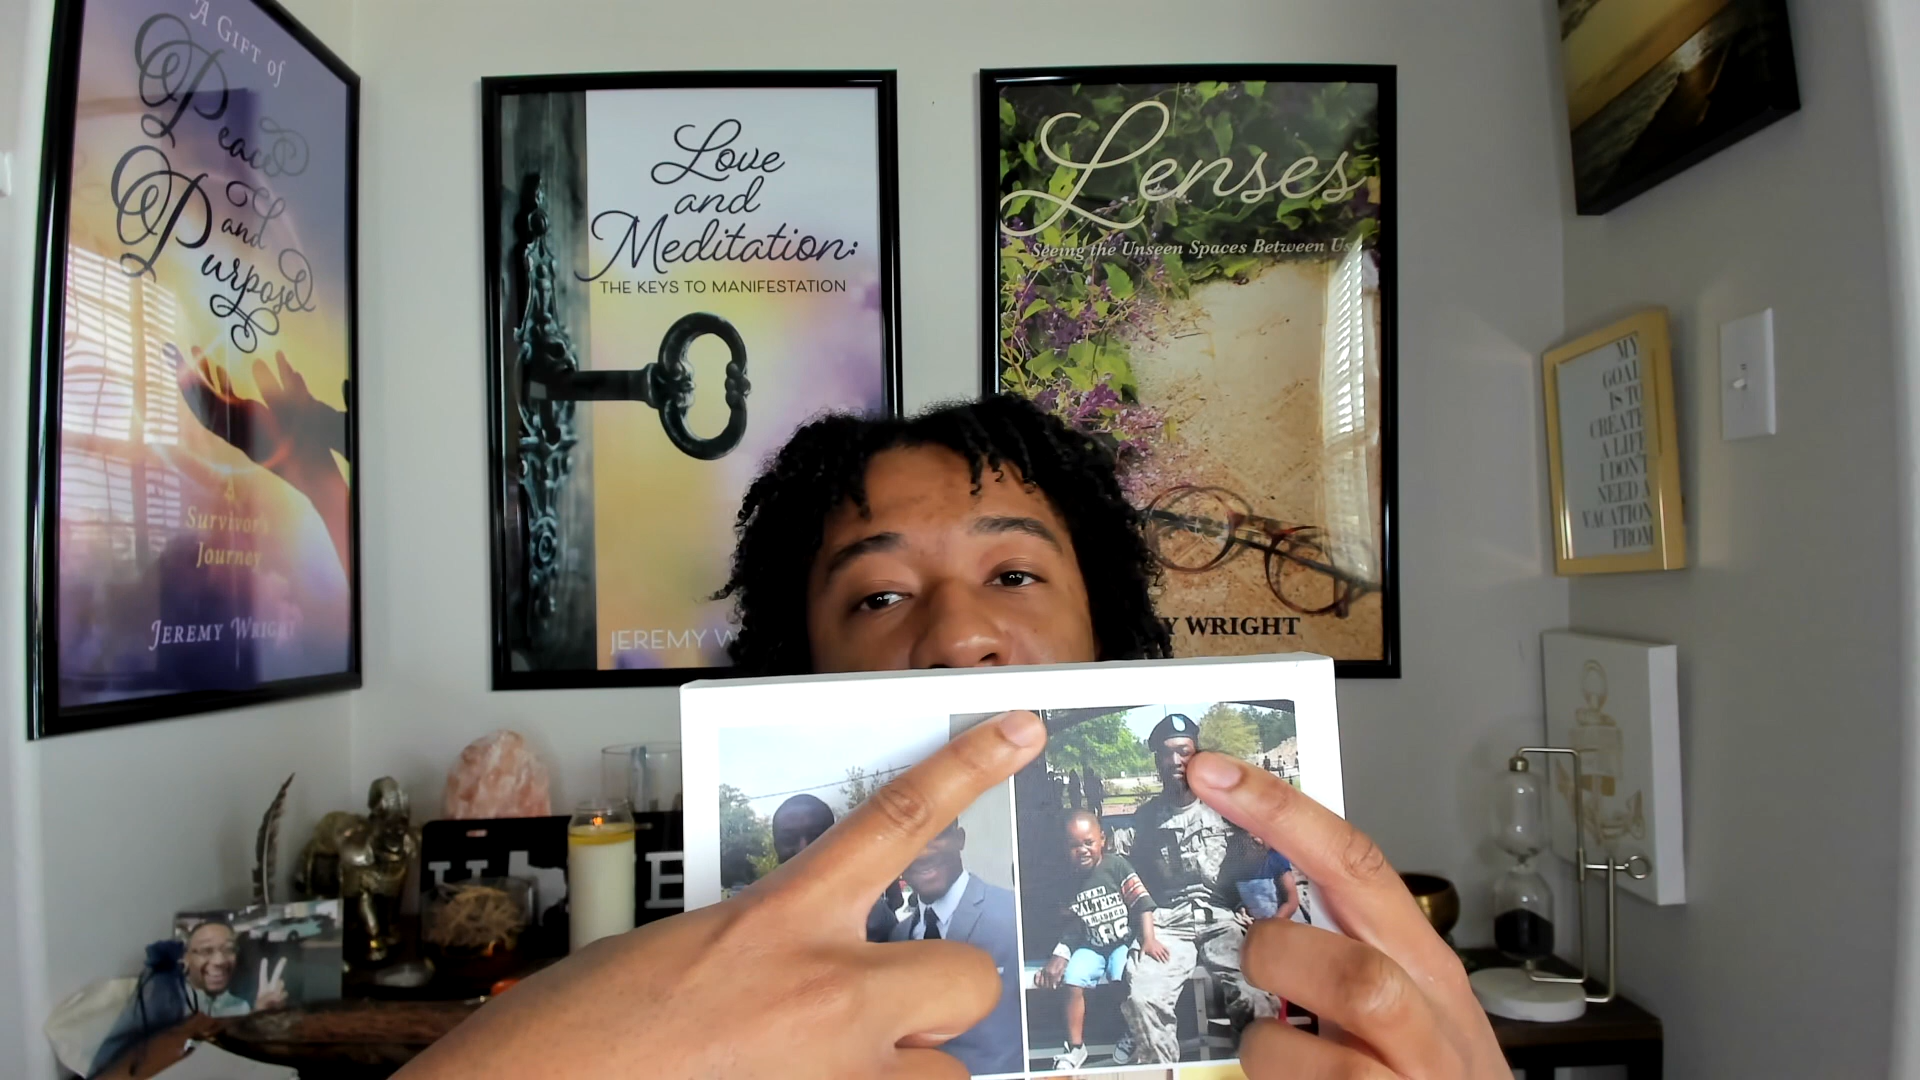 A GIFT of
Peace
and
Purpose
A
Survivor's
Journey
JEREMY WRIGHT
Love
and
Meditation:
THE KEYS TO MANIFESTATION
JEREMY W
Lenses
Seeing the Unseen Spaces Between Us
Y WRIGHT
MY
GOAL
IS TO
CREATE
A LIFE
I DON'T
NEED A
VACATION
FROM
TEAM